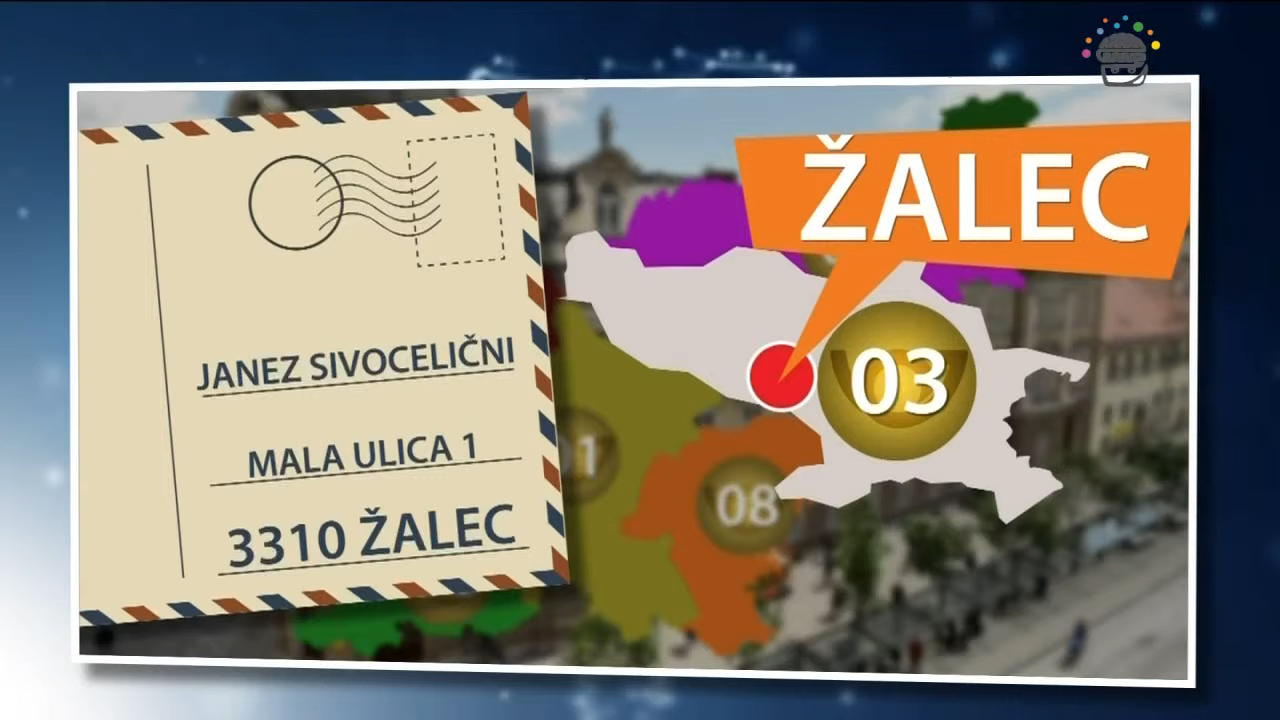 ŽALEC
JANEZ SIVOCELIČNI
MALA ULICA 1
3310 ŽALEC
03
08